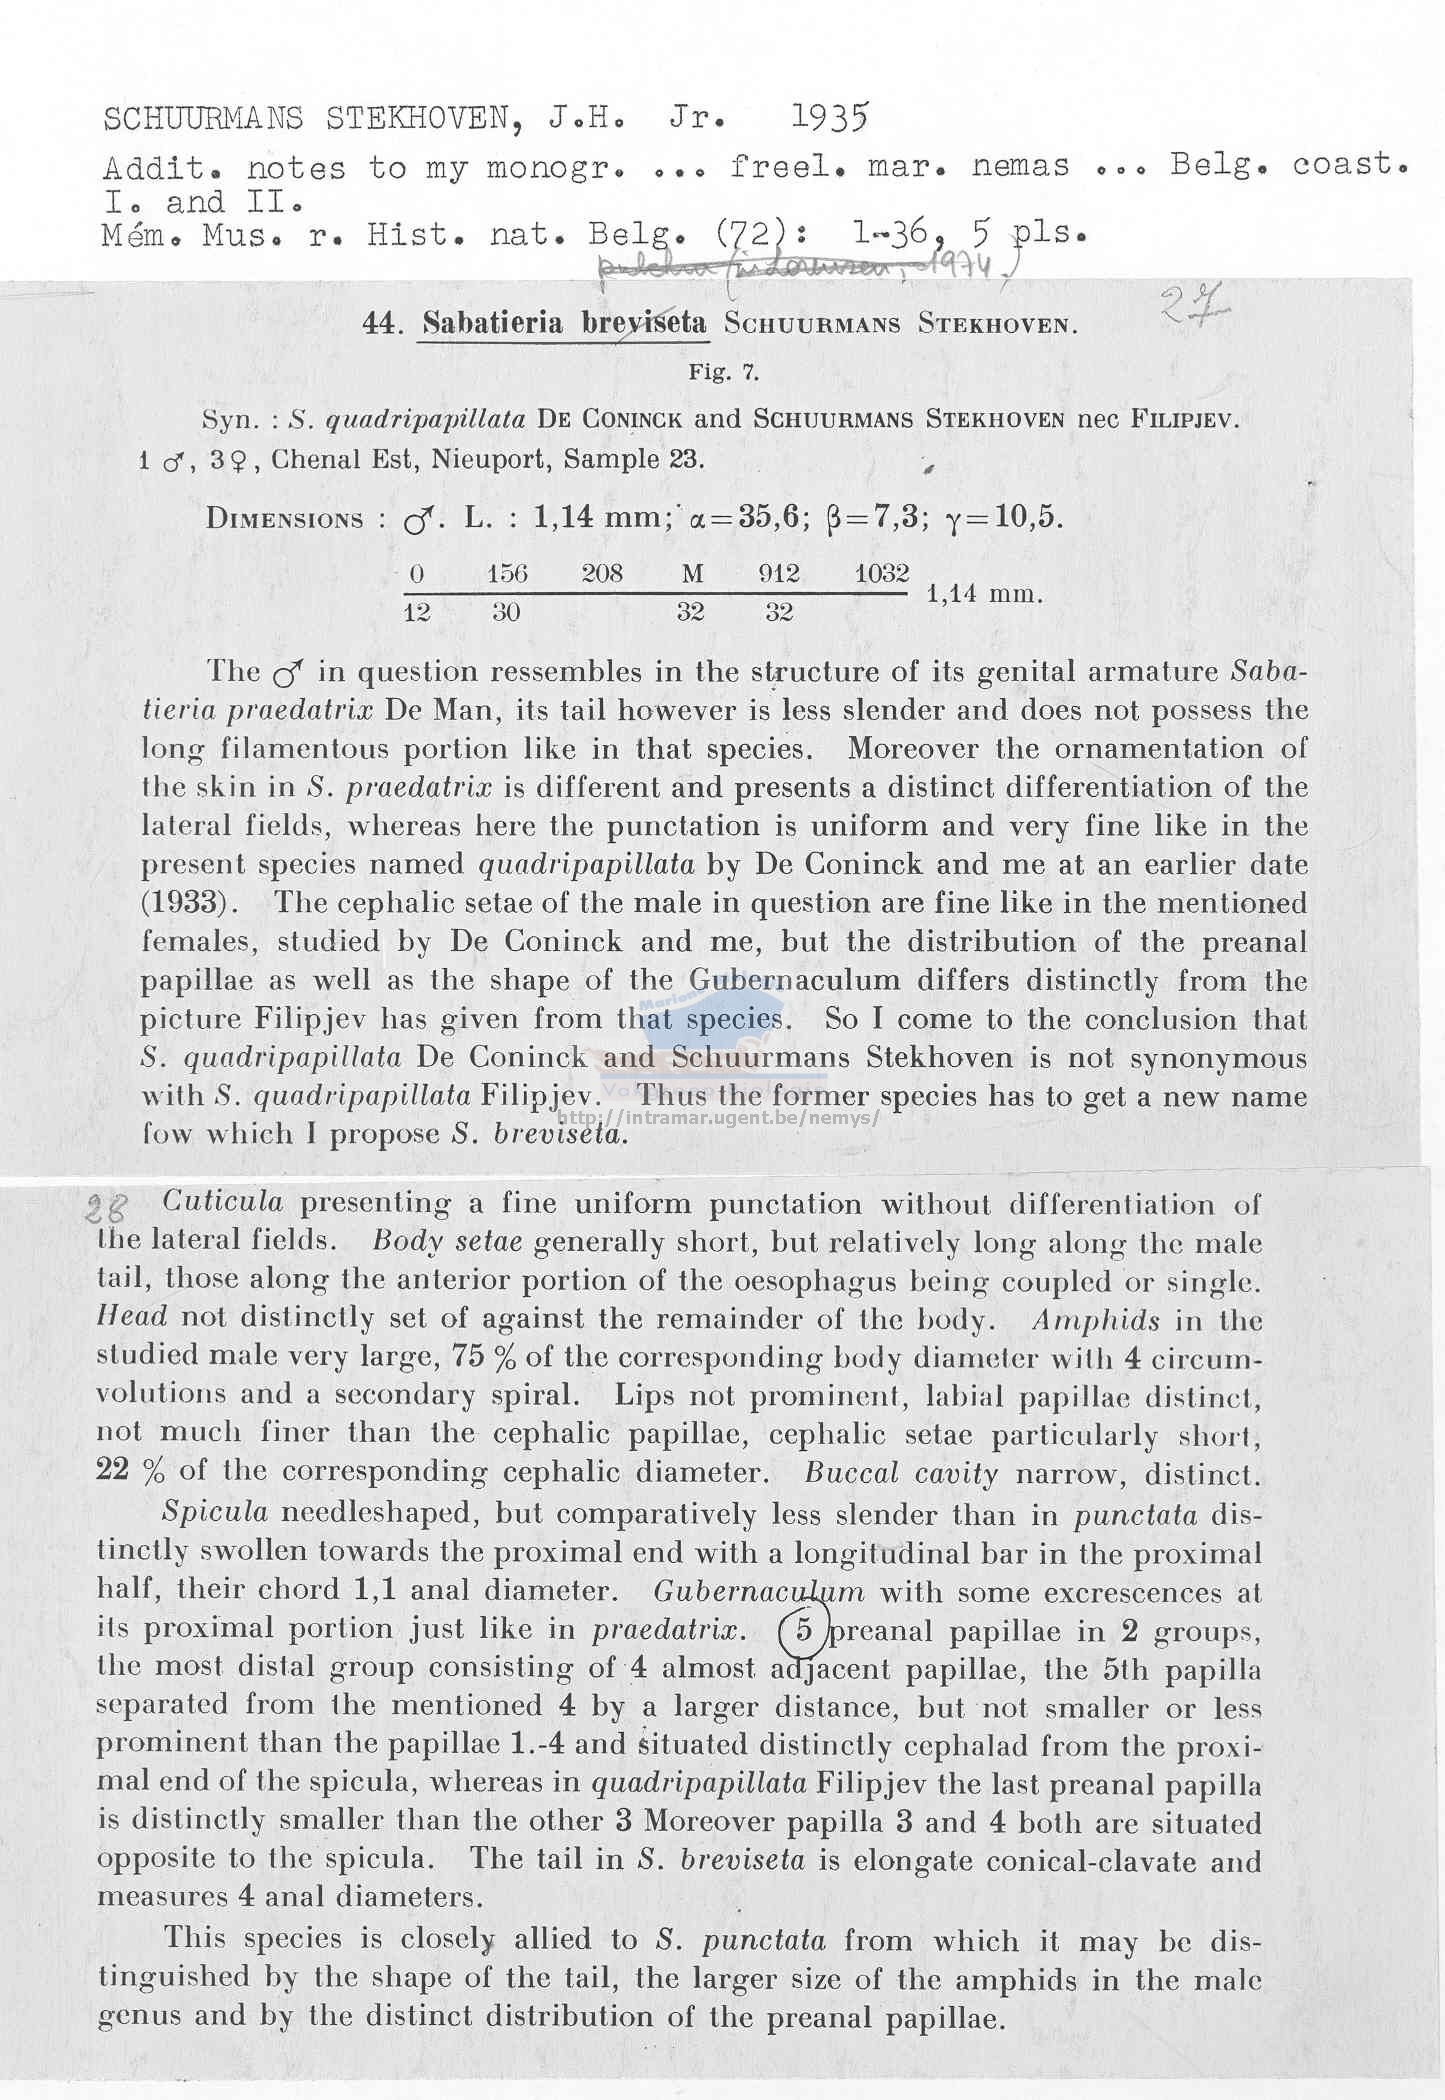 SCHUURMANS STEKHOVEN, J.H. Jr. 1935
Addit. notes to my monogr. ... freel. mar. nemas ... Belg. coast.
I. and II.
Mém. Mus. r. Hist. nat. Belg. (72): 1-36, 5 pls.
1974
27
44. Sabatieria breviseta SCHUURMANS STEKHOVEN.
Fig. 7.
Syn. : S. quadripapillata DE CONINCK and SCHUURMANS STEKHOVEN nec FILIPJEV.
1 ♂, 3♀, Chenal Est, Nieuport, Sample 23.
DIMENSIONS : ♂. L. : 1,14 mm; α=35,6; β=7,3; γ=10,5.
0 156 208 M 912 1032
1,14 mm.
12 30 32 32
The ♂ in question ressembles in the structure of its genital armature Saba-
tieria praedatrix De Man, its tail however is less slender and does not possess the
long filamentous portion like in that species. Moreover the ornamentation of
the skin in S. praedatrix is different and presents a distinct differentiation of the
lateral fields, whereas here the punctation is uniform and very fine like in the
present species named quadripapillata by De Coninck and me at an earlier date
(1933). The cephalic setae of the male in question are fine like in the mentioned
females, studied by De Coninck and me, but the distribution of the preanal
papillae as well as the shape of the Gubernaculum differs distinctly from the
picture Filipjev has given from that species. So I come to the conclusion that
S. quadripapillata De Coninck and Schuurmans Stekhoven is not synonymous
with S. quadripapillata Filipjev. Thus the former species has to get a new name
http://intramar.ugent.be/nemys/
fow which I propose S. breviseta.
28
Cuticula presenting a fine uniform punctation without differentiation of
the lateral fields. Body setae generally short, but relatively long along the male
tail, those along the anterior portion of the oesophagus being coupled or single.
Head not distinctly set of against the remainder of the body. Amphids in the
studied male very large, 75 % of the corresponding body diameter with 4 circum-
volutions and a secondary spiral. Lips not prominent, labial papillae distinct,
not much finer than the cephalic papillae, cephalic setae particularly short,
22 % of the corresponding cephalic diameter. Buccal cavity narrow, distinct.
Spicula needleshaped, but comparatively less slender than in punctata dis-
tinctly swollen towards the proximal end with a longitudinal bar in the proximal
half, their chord 1,1 anal diameter. Gubernaculum with some excrescences at
its proximal portion just like in praedatrix. 5 preanal papillae in 2 groups,
the most distal group consisting of 4 almost adjacent papillae, the 5th papilla
separated from the mentioned 4 by a larger distance, but not smaller or less
prominent than the papillae 1.-4 and situated distinctly cephalad from the proxi-
mal end of the spicula, whereas in quadripapillata Filipjev the last preanal papilla
is distinctly smaller than the other 3 Moreover papilla 3 and 4 both are situated
opposite to the spicula. The tail in S. breviseta is elongate conical-clavate and
measures 4 anal diameters.
This species is closely allied to S. punctata from which it may be dis-
tinguished by the shape of the tail, the larger size of the amphids in the male
genus and by the distinct distribution of the preanal papillae.